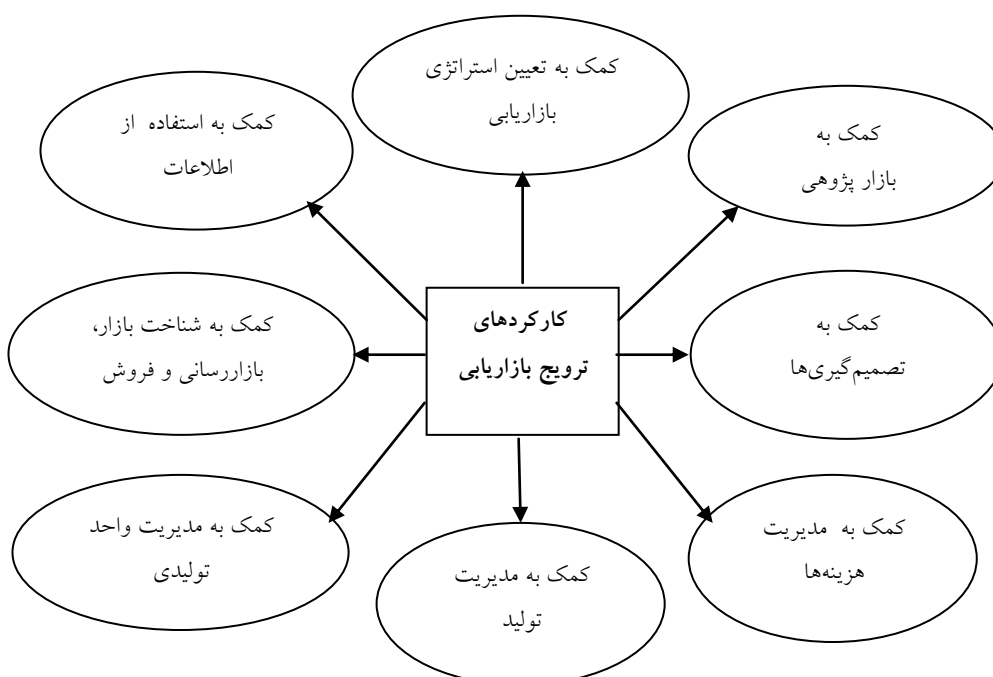 کمک به تعیین استراتژی
بازاریابی
کمک به
بازار پژوهی
کمک به استفاده از
اطلاعات
کارکردهای
ترویج بازاریابی
کمک به
تصمیم‌گیری‌ها
کمک به شناخت بازار،
بازاررسانی و فروش
کمک به مدیریت
هزینه‌ها
کمک به مدیریت
تولید
کمک به مدیریت واحد
تولیدی